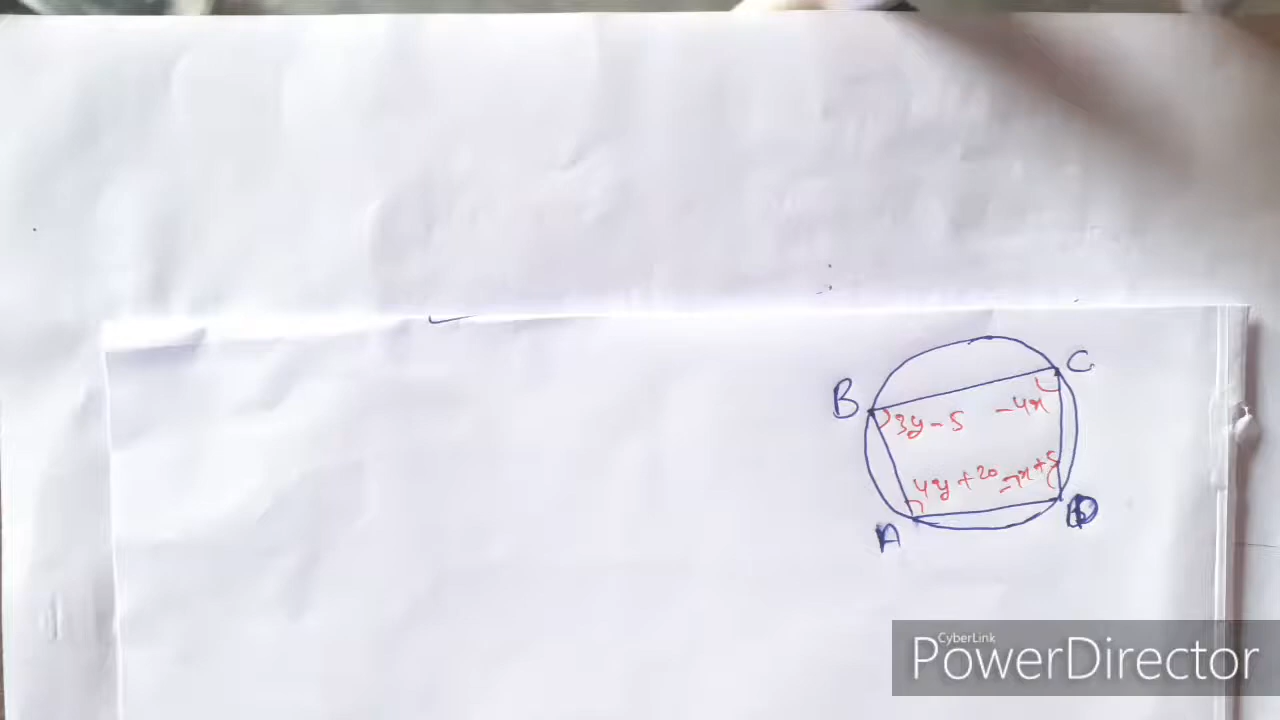 C
B
3y - 5 -4x
4y + 20 -7x+5
A D
CyberLink
PowerDirector